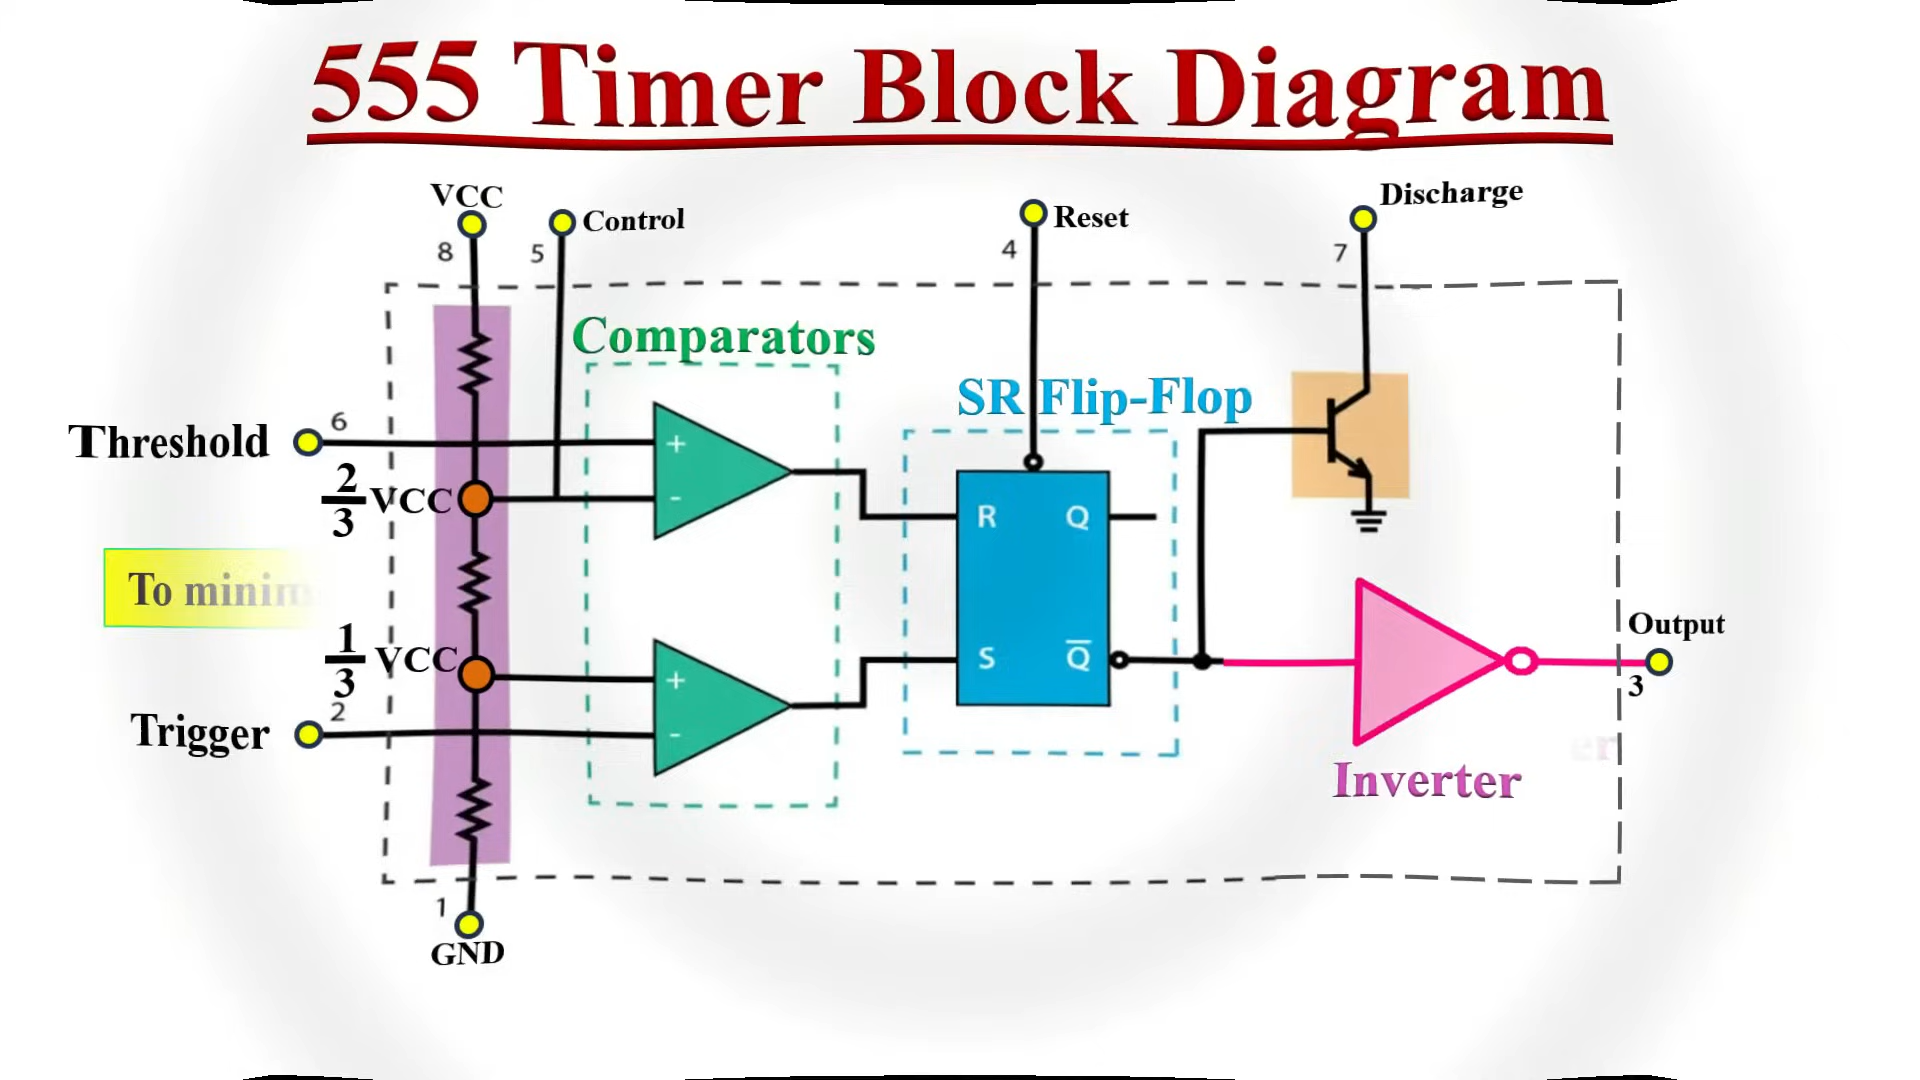 555 Timer Block Diagram
VCC
8
Control
5
Reset
4
Discharge
7
Comparators
SR Flip-Flop
Threshold
6
+
2/3 VCC
-
R
Q
To
1/3 VCC
+
S
Q̅
Trigger
2
-
Output
3
Inverter
1
GND